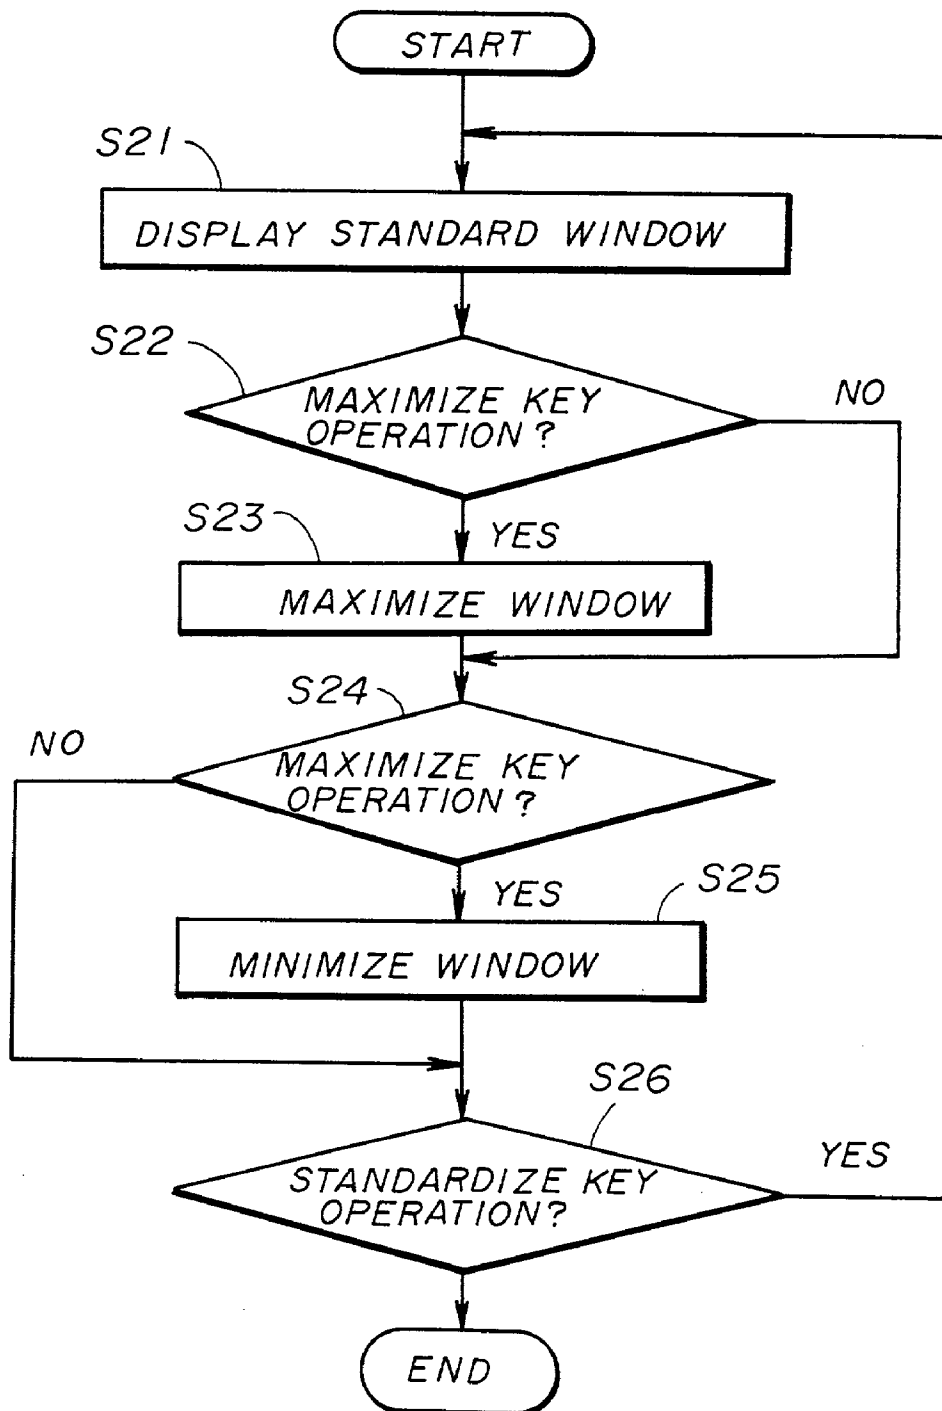 START
S21
DISPLAY STANDARD WINDOW
S22
MAXIMIZE KEY
OPERATION?
NO
S23
YES
MAXIMIZE WINDOW
S24
NO
MAXIMIZE KEY
OPERATION?
YES
S25
MINIMIZE WINDOW
S26
STANDARDIZE KEY
OPERATION?
YES
END